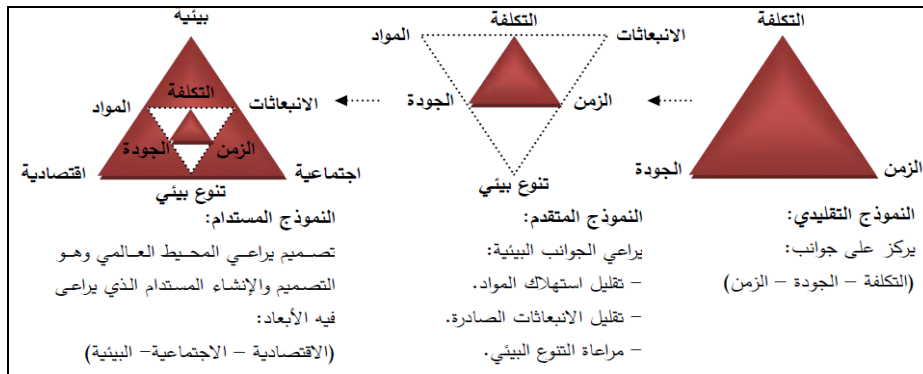 التكلفة
الزمن
الجودة
النموذج التقليدي:
يركز على جوانب:
(التكلفة – الجودة – الزمن)
التكلفة
الانبعاثات
المواد
الزمن
الجودة
تنوع بيئي
النموذج المتقدم:
يراعي الجوانب البيئية:
– تقليل استهلاك المواد.
– تقليل الانبعاثات الصادرة.
– مراعاة التنوع البيئي.
بيئيه
التكلفة
الانبعاثات
المواد
الزمن
الجودة
اجتماعية
اقتصادية
تنوع بيئي
النموذج المستدام:
تصميم يراعي المحيط العالمي وهو
التصميم والإنشاء المستدام الذي يراعى
فيه الأبعاد:
(الاقتصادية – الاجتماعية– البيئية)